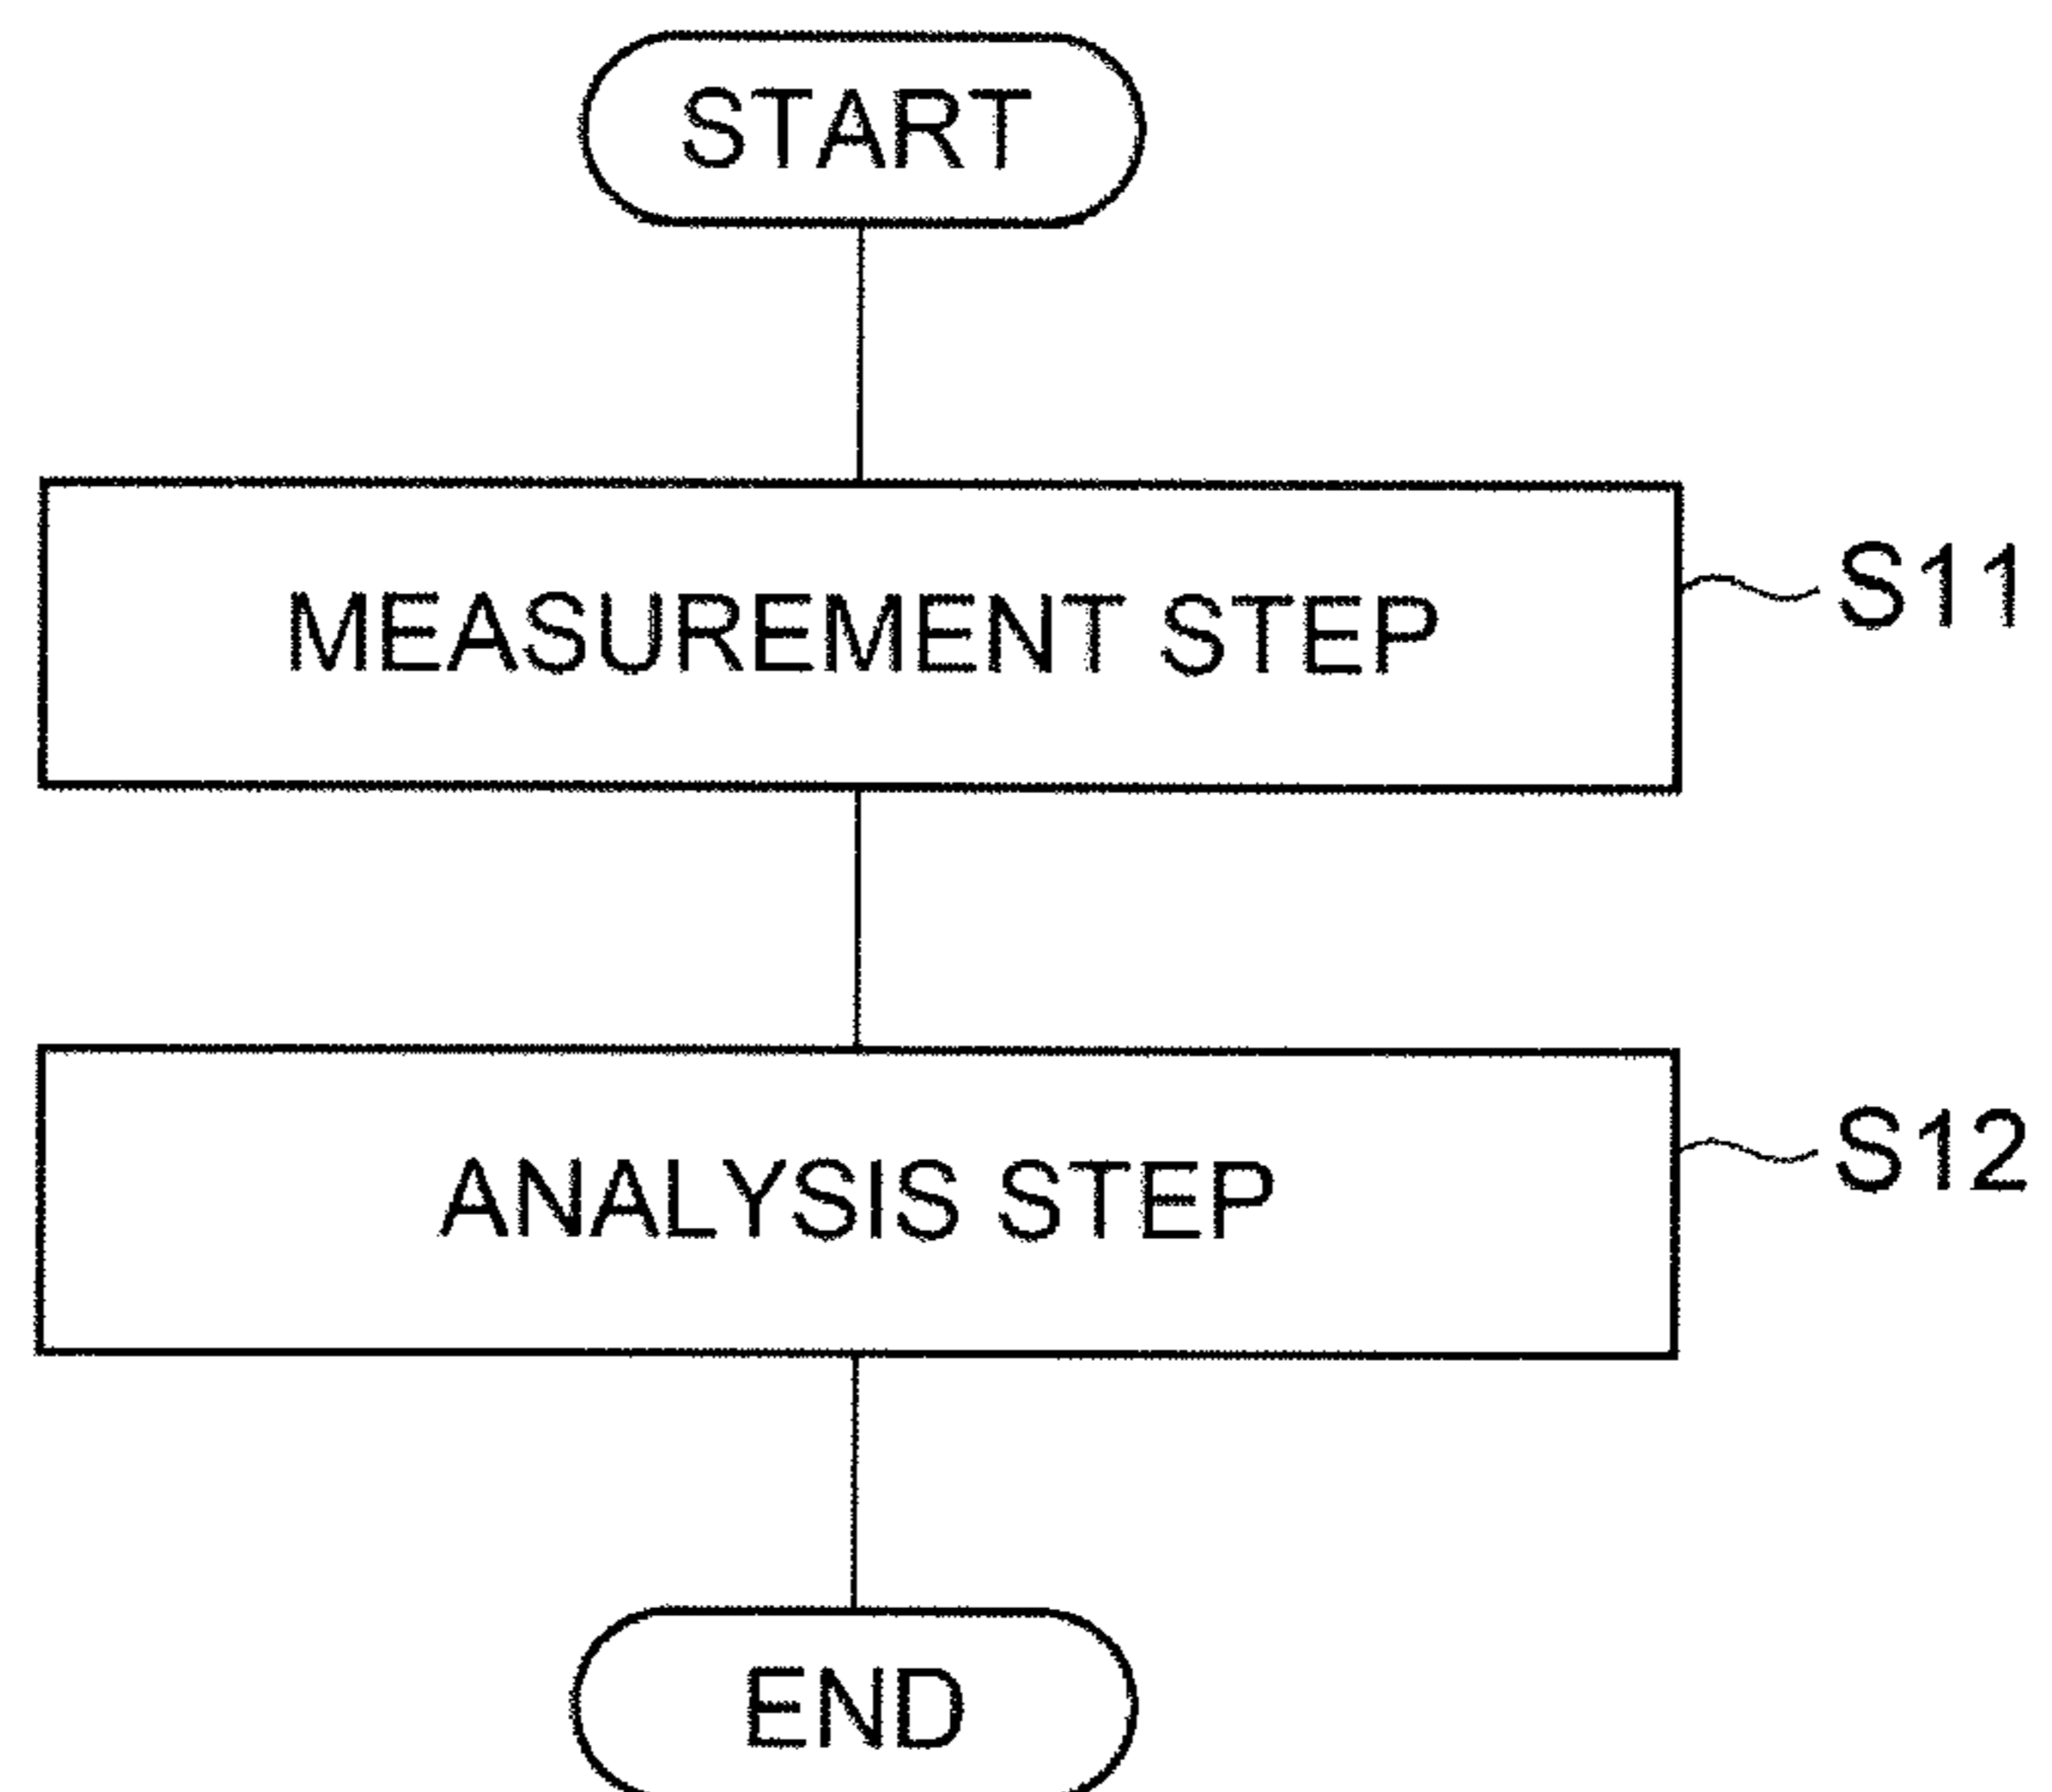 START
MEASUREMENT STEP
S11
ANALYSIS STEP
S12
END